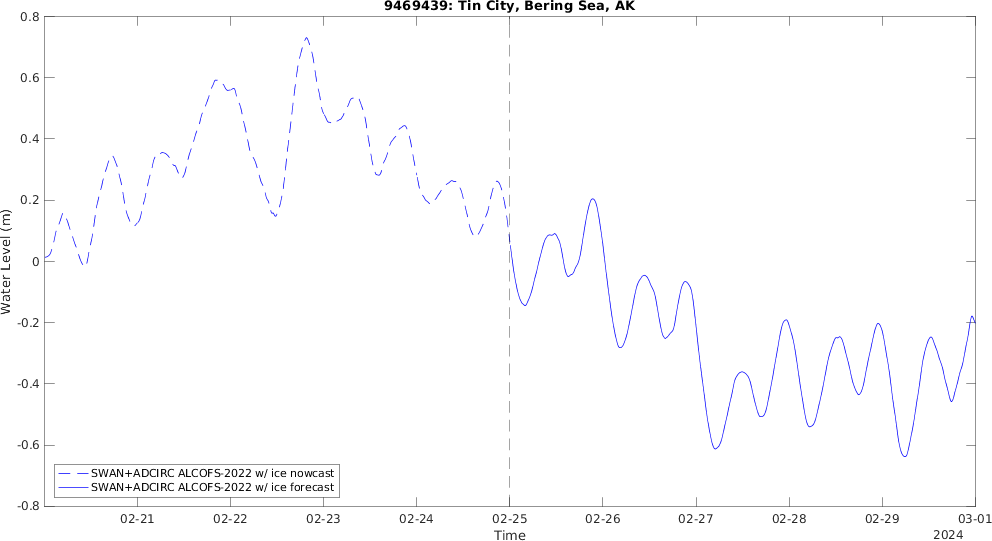 9469439: Tin City, Bering Sea, AK
Water Level (m)
0.8
0.6
0.4
0.2
0
-0.2
-0.4
-0.6
-0.8
SWAN+ADCIRC ALCOFS-2022 w/ ice nowcast
SWAN+ADCIRC ALCOFS-2022 w/ ice forecast
02-21 02-22 02-23 02-24 02-25 02-26 02-27 02-28 02-29 03-01
Time
2024